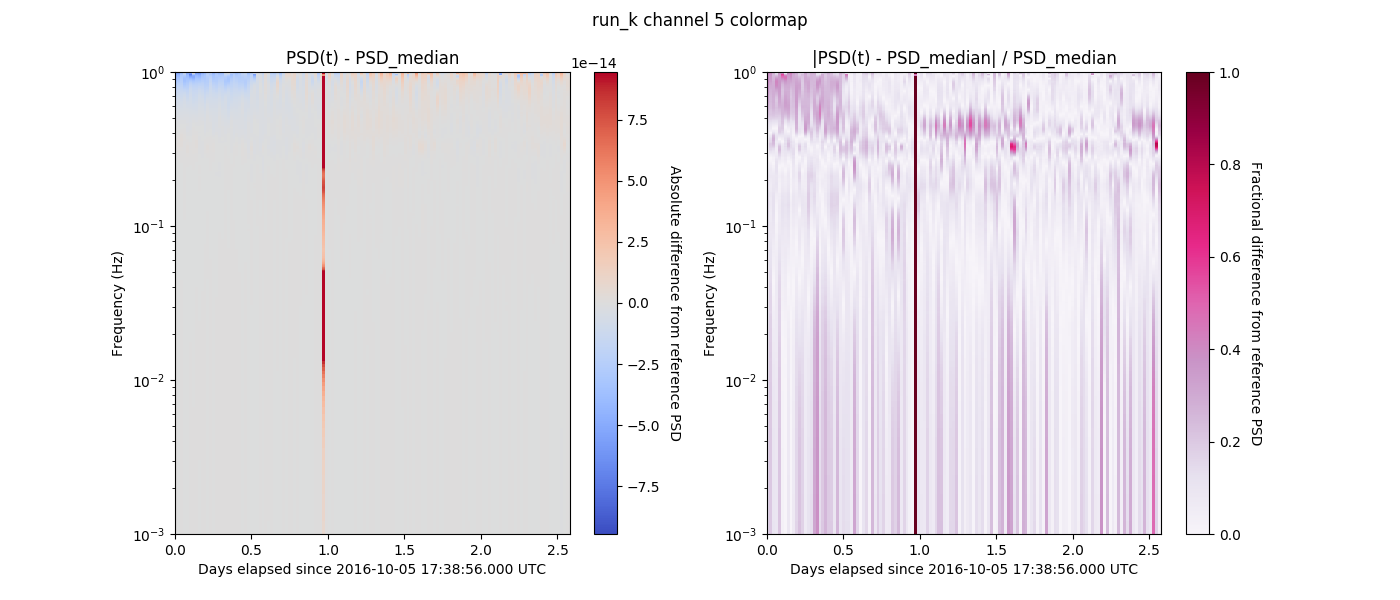 run_k channel 5 colormap
PSD(t) - PSD_median
1e−14
10^0
10^−1
10^−2
10^−3
Frequency (Hz)
0.0 0.5 1.0 1.5 2.0 2.5
Days elapsed since 2016-10-05 17:38:56.000 UTC
7.5
5.0
2.5
0.0
−2.5
−5.0
−7.5
Absolute difference from reference PSD
|PSD(t) - PSD_median| / PSD_median
10^0
10^−1
10^−2
10^−3
Frequency (Hz)
0.0 0.5 1.0 1.5 2.0 2.5
Days elapsed since 2016-10-05 17:38:56.000 UTC
1.0
0.8
0.6
0.4
0.2
0.0
Fractional difference from reference PSD